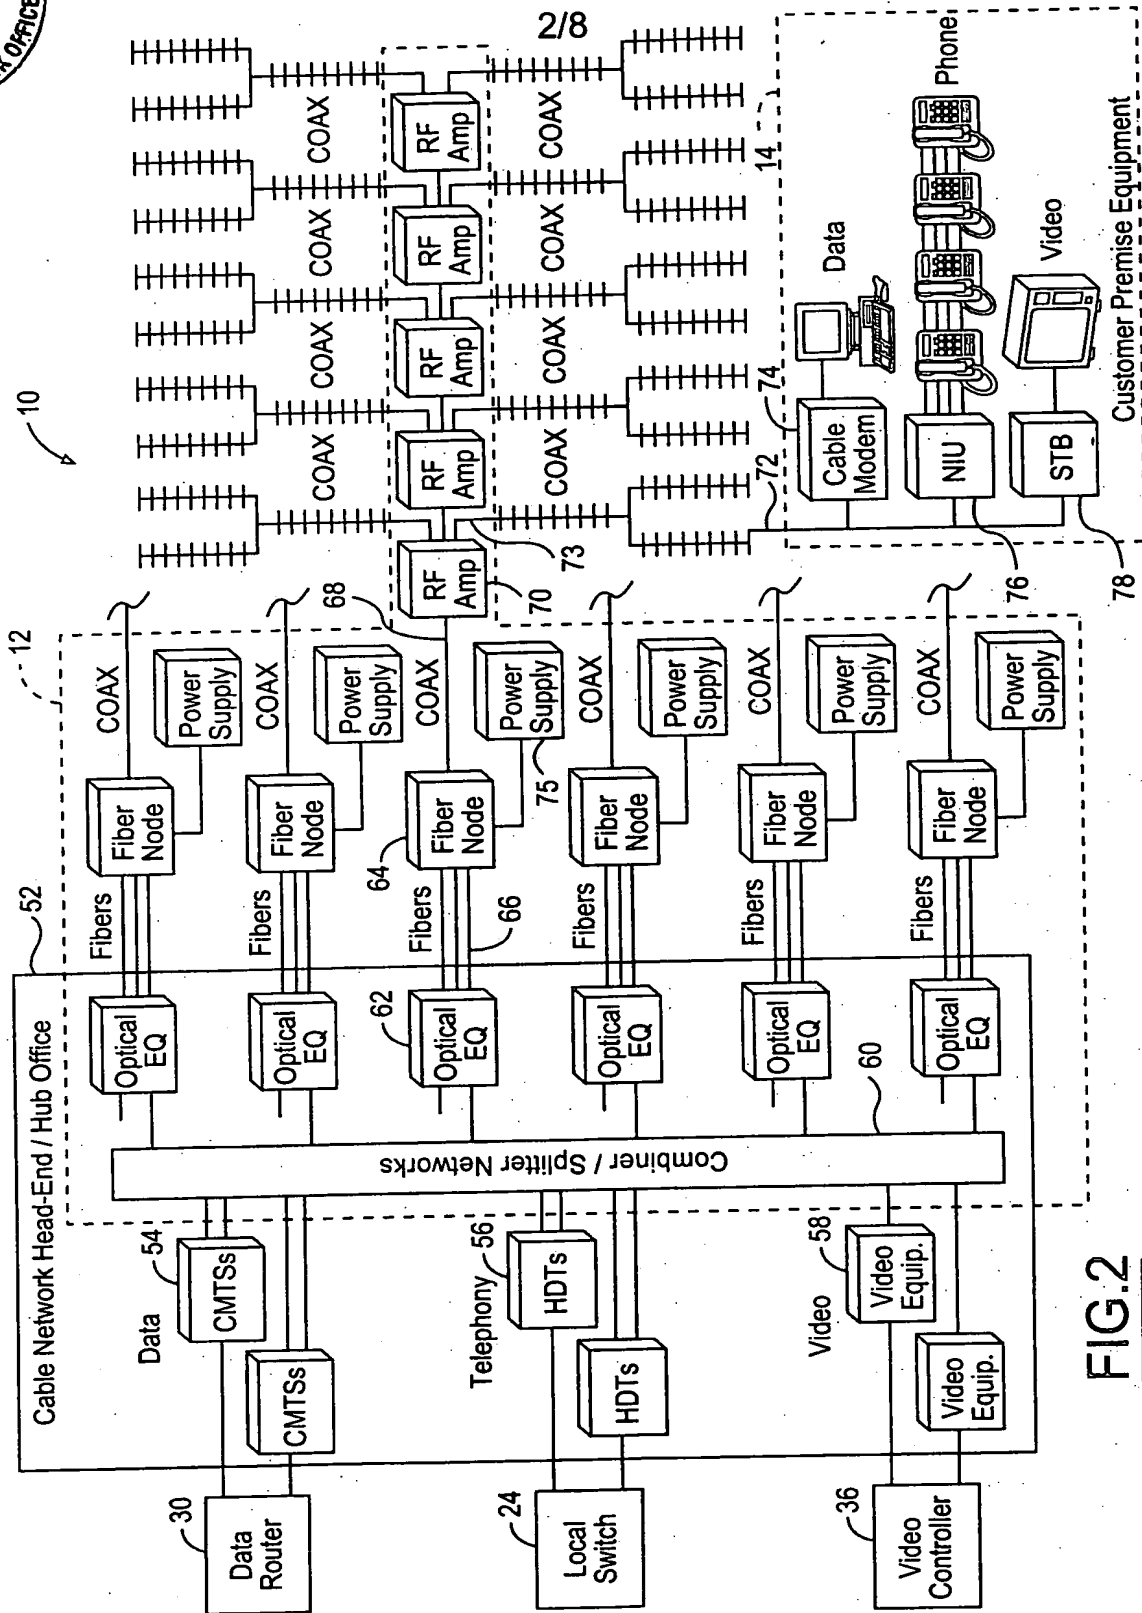 2/8
K OFFICE
10
12
52
Cable Network Head-End / Hub Office
Data
54
CMTSs
CMTSs
Telephony
56
HDTs
HDTs
Video
58
Video Equip.
Video Equip.
30
Data Router
24
Local Switch
36
Video Controller
Combiner / Splitter Networks
60
Optical EQ
Optical EQ
62
Optical EQ
Optical EQ
Optical EQ
Optical EQ
Fibers
Fibers
Fibers
66
Fibers
Fibers
Fibers
Fiber Node
Fiber Node
64
Fiber Node
Fiber Node
Fiber Node
Fiber Node
Power Supply
Power Supply
Power Supply
75
Power Supply
Power Supply
Power Supply
COAX
COAX
COAX
68
COAX
COAX
COAX
RF Amp
70
RF Amp
RF Amp
RF Amp
RF Amp
COAX
COAX
COAX
COAX
COAX
COAX
COAX
COAX
73
72
14
74
Cable Modem
Data
NIU
76
Phone
STB
78
Video
Customer Premise Equipment
FIG.2